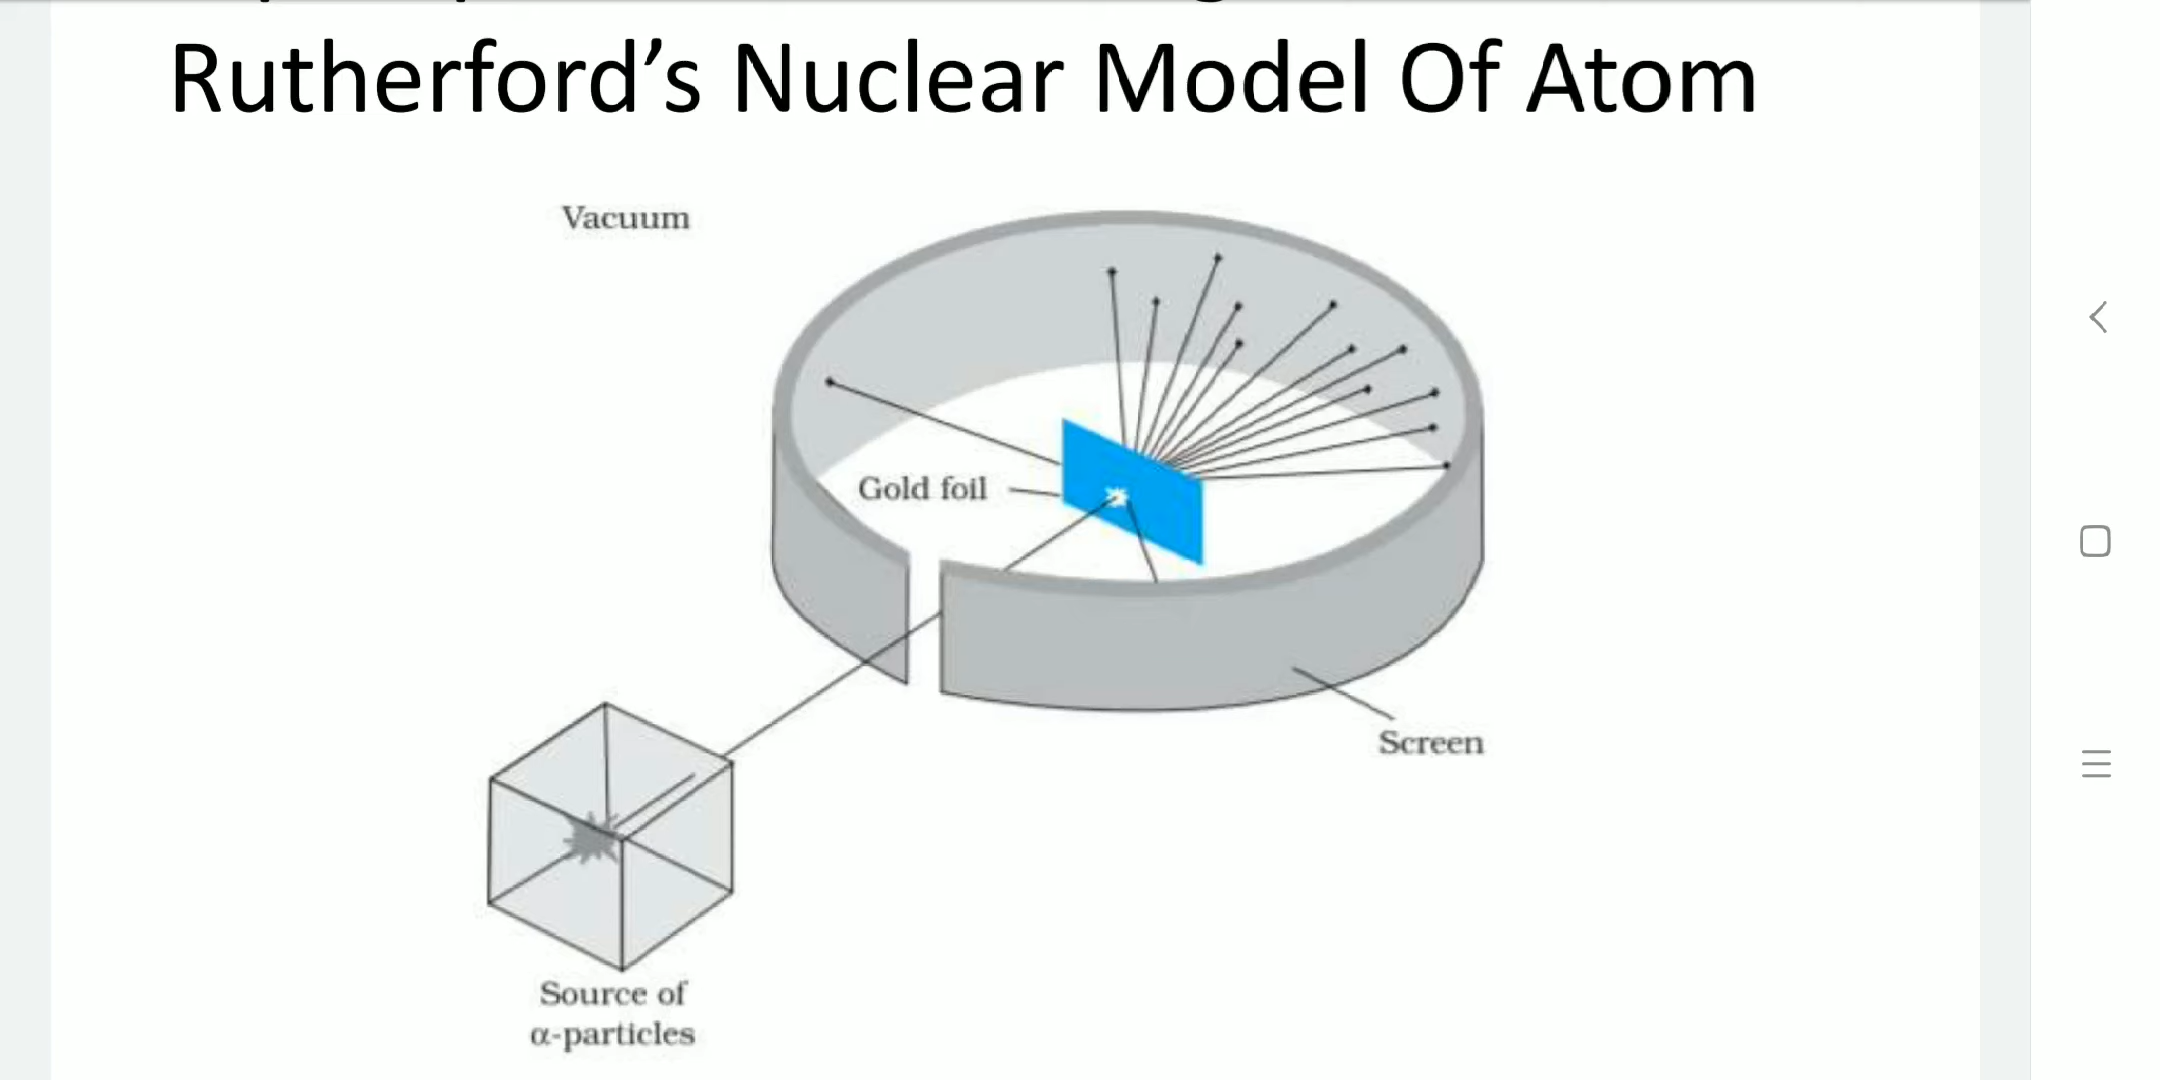 Rutherford’s Nuclear Model Of Atom
Vacuum
Gold foil
Screen
Source of
α-particles